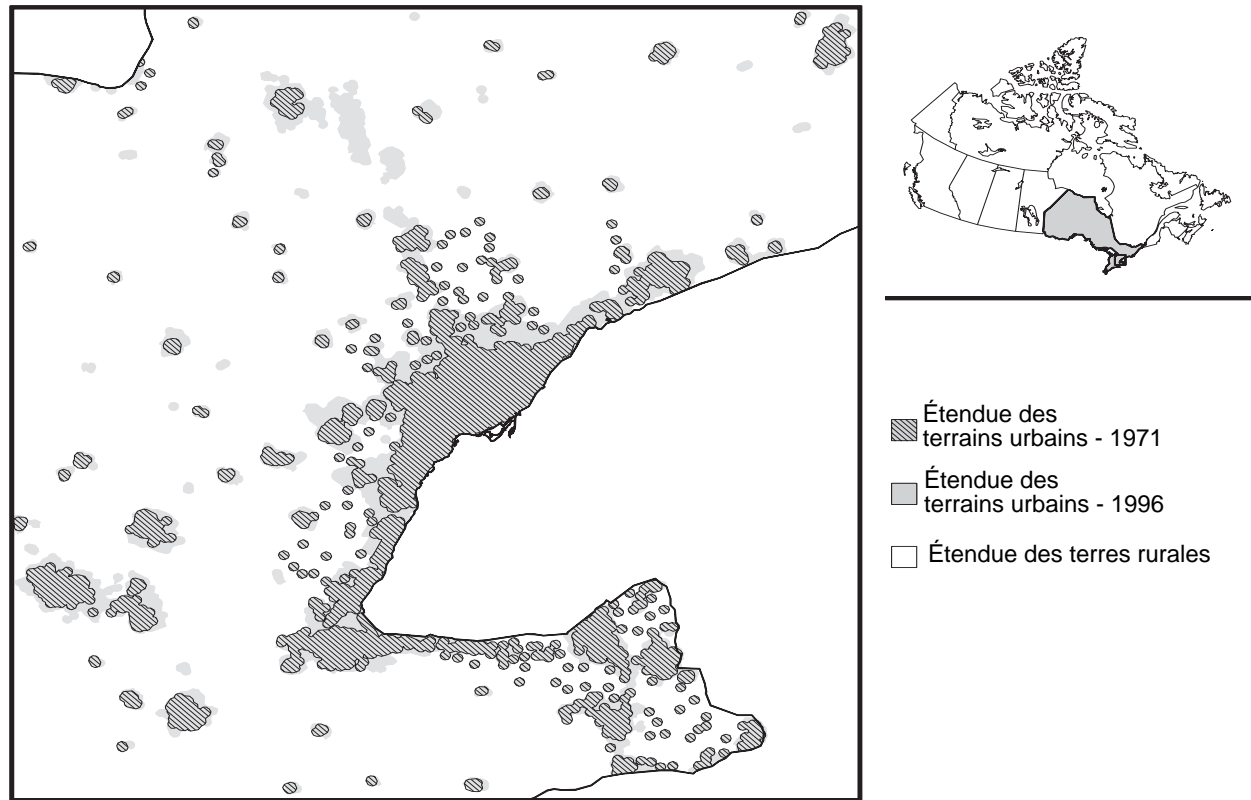 Étendue des
terrains urbains - 1971
Étendue des
terrains urbains - 1996
Étendue des terres rurales